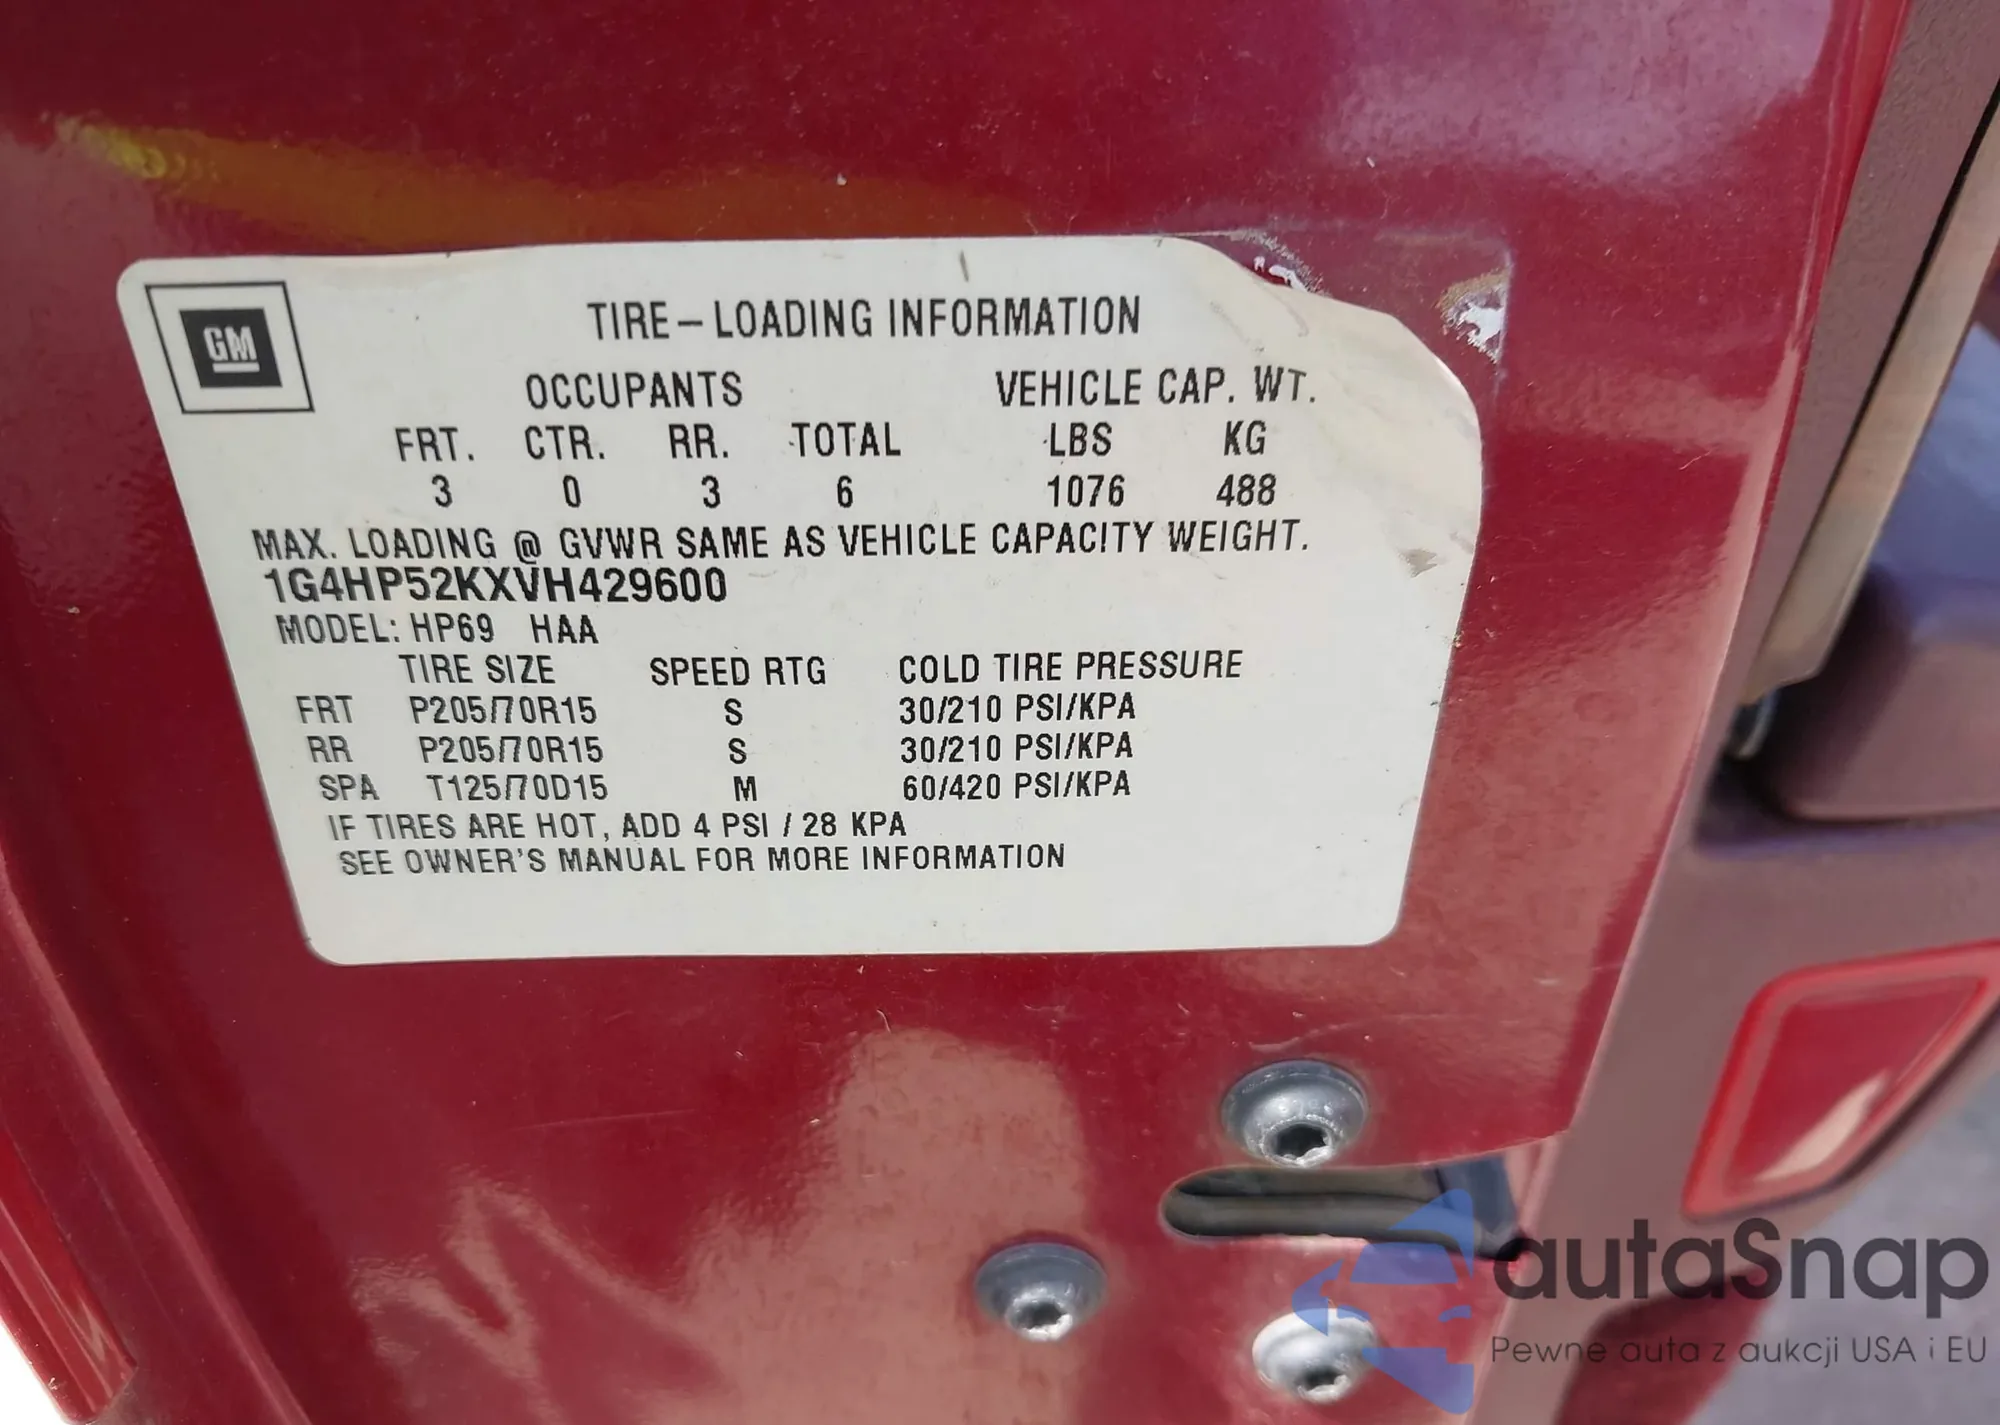 GM
TIRE – LOADING INFORMATION
OCCUPANTS VEHICLE CAP. WT.
FRT. CTR. RR. TOTAL LBS KG
3 0 3 6 1076 488
MAX. LOADING @ GVWR SAME AS VEHICLE CAPACITY WEIGHT.
1G4HP52KXVH429600
MODEL: HP69 HAA
TIRE SIZE SPEED RTG COLD TIRE PRESSURE
FRT P205/70R15 S 30/210 PSI/KPA
RR P205/70R15 S 30/210 PSI/KPA
SPA T125/70D15 M 60/420 PSI/KPA
IF TIRES ARE HOT, ADD 4 PSI / 28 KPA
SEE OWNER'S MANUAL FOR MORE INFORMATION
autaSnap
Pewne auta z aukcji USA i EU